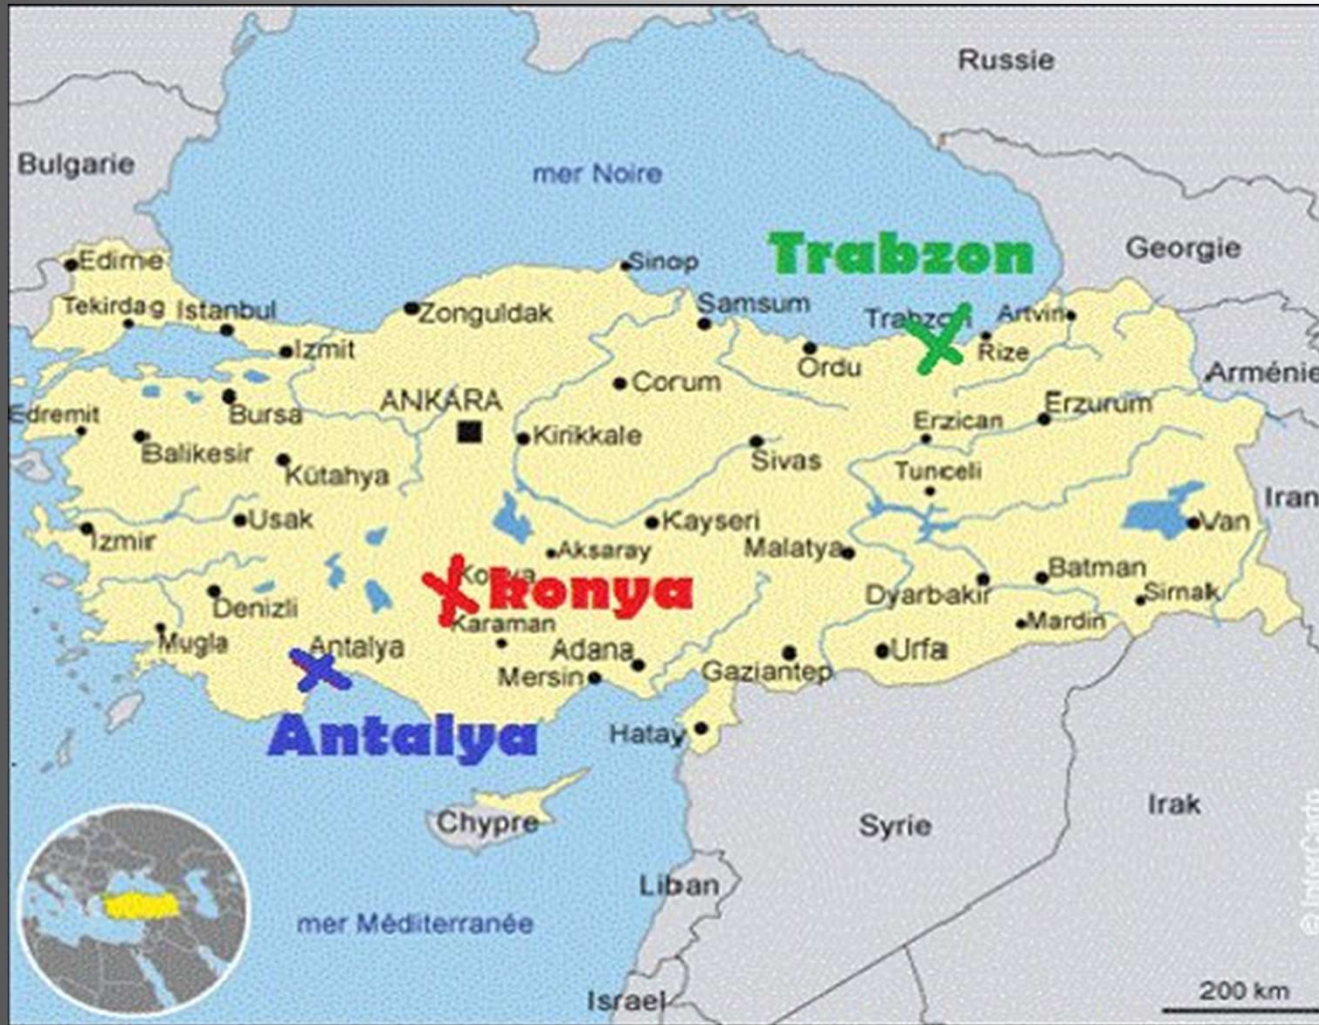 Russie
Bulgarie
mer Noire
Trabzon
Georgie
Edirne
Sinop
Tekirdag
Istanbul
Zonguldak
Samsum
Trabzon
Artvin
Izmit
Ordu
Rize
Corum
Arménie
Edremit
Bursa
ANKARA
Erzican
Erzurum
Balikesir
Kirikkale
Sivas
Kütahya
Tunceli
Iran
Usak
Kayseri
Van
Izmir
Aksaray
Malatya
Konya
konya
Batman
Dyarbakir
Sirnak
Denizli
Karaman
Mardin
Mugla
Antalya
Adana
Urfa
Mersin
Gaziantep
Antalya
Hatay
Chypre
Syrie
Irak
Liban
mer Méditerranée
Israel
200 km
© InterCarto